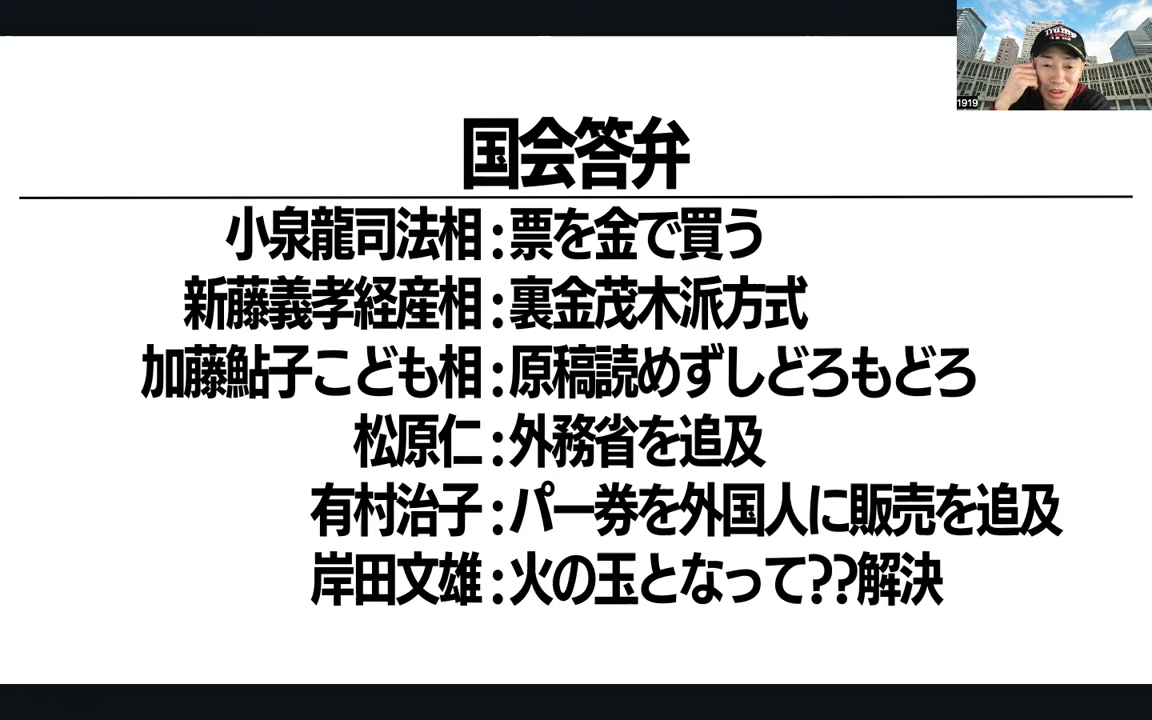 国会答弁
小泉龍司法相:票を金で買う
新藤義孝経産相:裏金茂木派方式
加藤鮎子こども相:原稿読めずしどろもどろ
松原仁:外務省を追及
有村治子:パー券を外国人に販売を追及
岸田文雄:火の玉となって??解決
Trump
1919